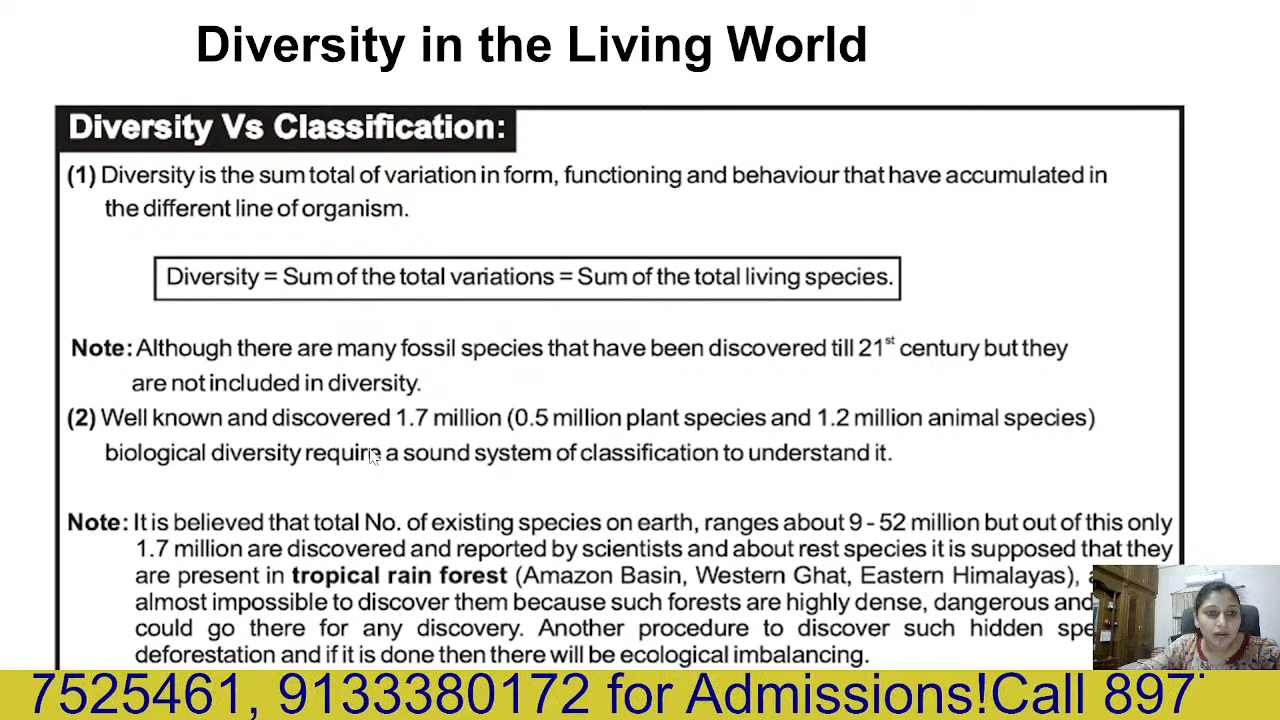 Diversity in the Living World
Diversity Vs Classification:
(1) Diversity is the sum total of variation in form, functioning and behaviour that have accumulated in
the different line of organism.
Diversity = Sum of the total variations = Sum of the total living species.
Note: Although there are many fossil species that have been discovered till 21st century but they
are not included in diversity.
(2) Well known and discovered 1.7 million (0.5 million plant species and 1.2 million animal species)
biological diversity require a sound system of classification to understand it.
Note: It is believed that total No. of existing species on earth, ranges about 9 - 52 million but out of this only
1.7 million are discovered and reported by scientists and about rest species it is supposed that they
are present in tropical rain forest (Amazon Basin, Western Ghat, Eastern Himalayas),
almost impossible to discover them because such forests are highly dense, dangerous and
could go there for any discovery. Another procedure to discover such hidden spe
deforestation and if it is done then there will be ecological imbalancing.
7525461, 9133380172 for Admissions!Call 897